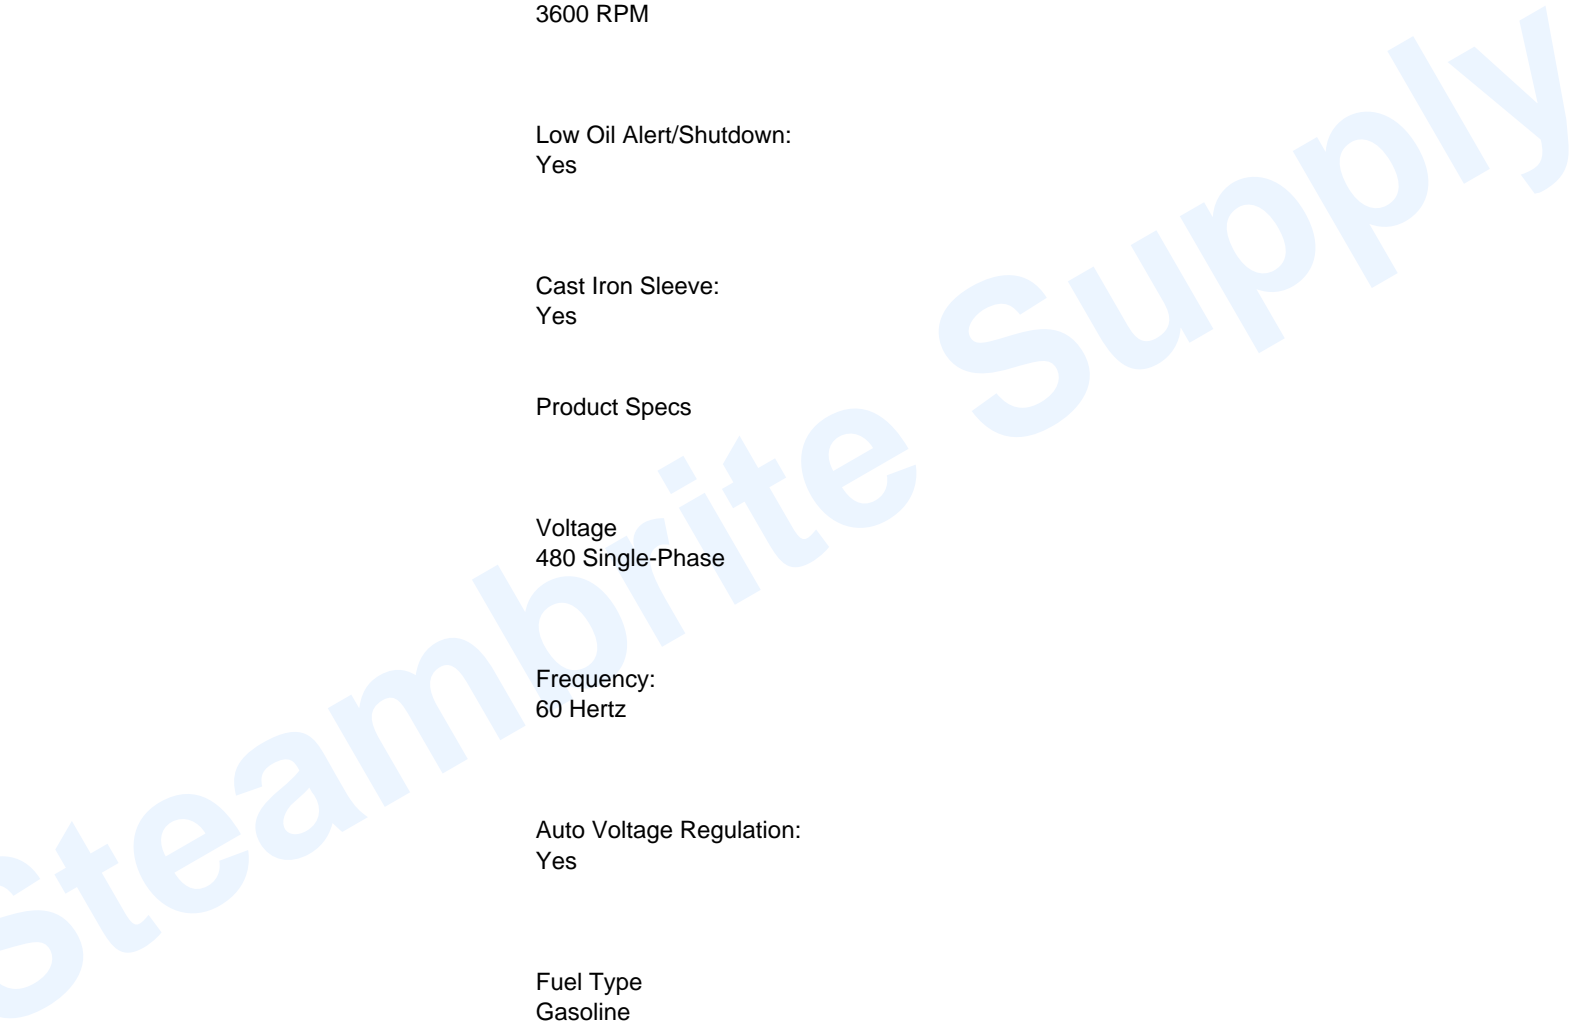 3600 RPM
Low Oil Alert/Shutdown:
Yes
Cast Iron Sleeve:
Yes
Product Specs
Voltage
480 Single-Phase
Frequency:
60 Hertz
Auto Voltage Regulation:
Yes
Fuel Type
Gasoline
Steambrite Supply